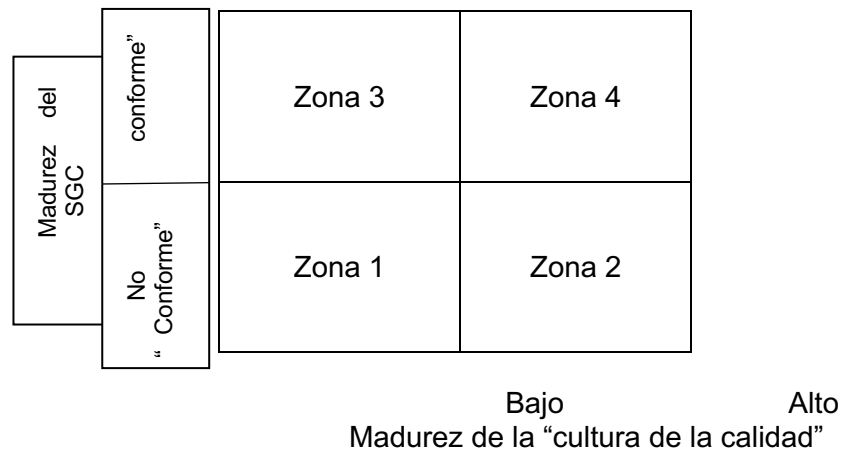 Madurez del
SGC
conforme”
No
“ Conforme”
Zona 3
Zona 4
Zona 1
Zona 2
Bajo Alto
Madurez de la “cultura de la calidad”